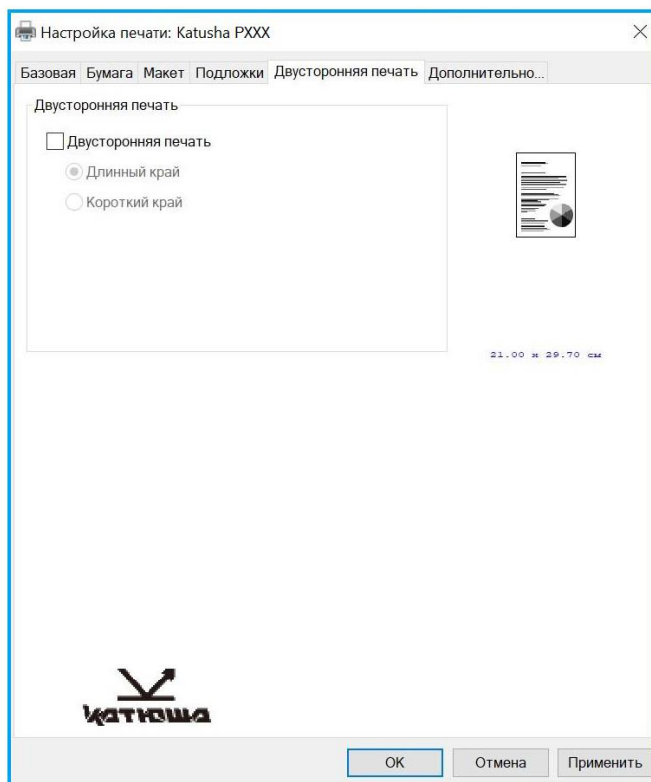 Настройка печати: Katusha PXXX
Базовая Бумага Макет Подложки Двусторонняя печать Дополнительно...
Двусторонняя печать
Двусторонняя печать
Длинный край
Короткий край
21.00 x 29.70 см
катюша
OK Отмена Применить